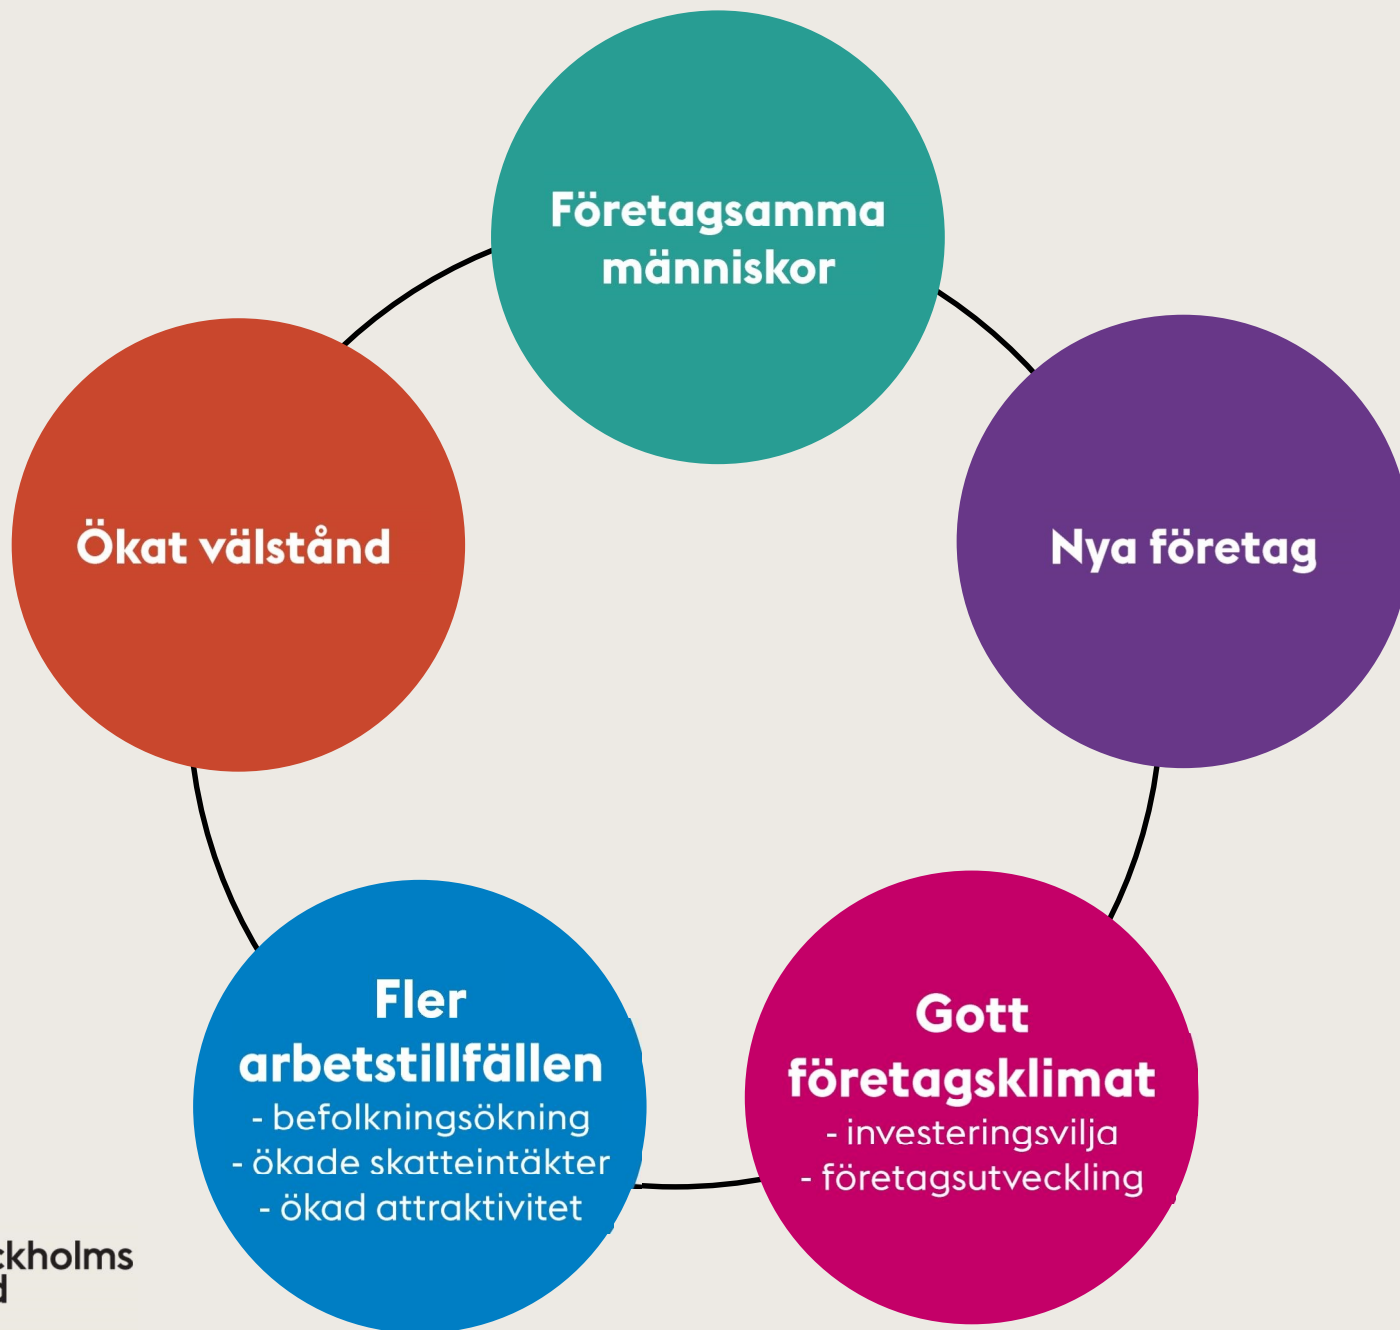 Företagsamma
människor
Nya företag
Gott
företagsklimat
- investeringsvilja
- företagsutveckling
Fler
arbetstillfällen
- befolkningsökning
- ökade skatteintäkter
- ökad attraktivitet
Ökat välstånd
ckholms